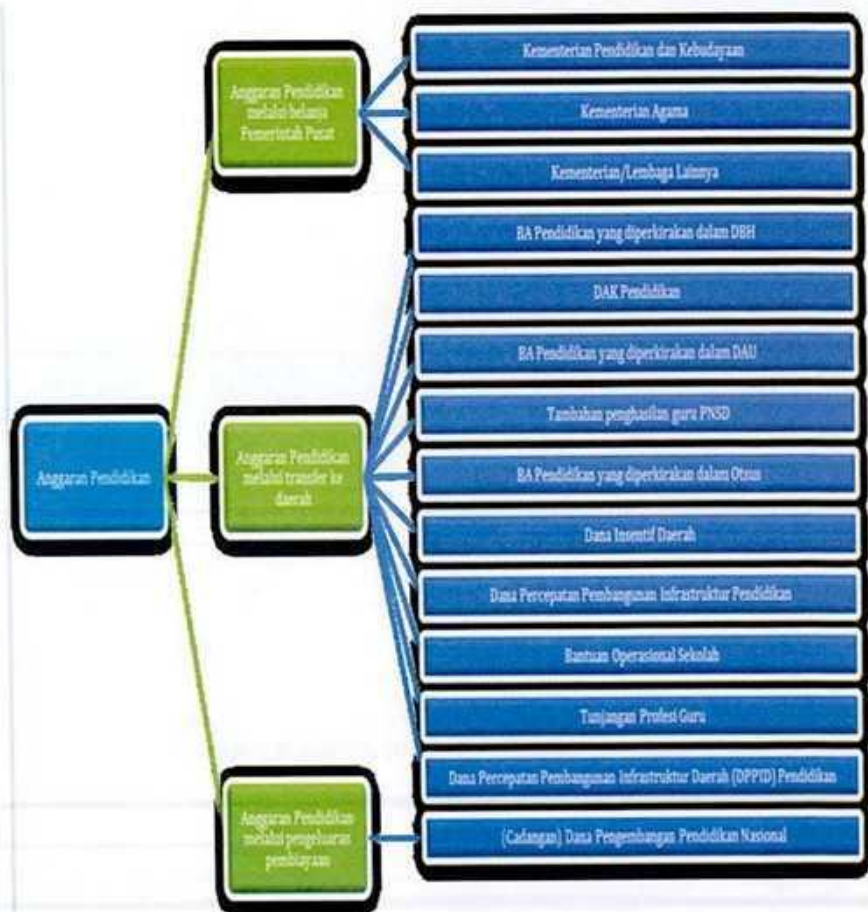 Anggaran Pendidikan
Anggaran Pendidikan
melalui belanja
Pemerintah Pusat
Kementerian Pendidikan dan Kebudayaan
Kementerian Agama
Kementerian/Lembaga Lainnya
Anggaran Pendidikan
melalui transfer ke
daerah
BA Pendidikan yang diperkirakan dalam DBH
DAK Pendidikan
BA Pendidikan yang diperkirakan dalam DAU
Tambahan penghasilan guru PNSD
BA Pendidikan yang diperkirakan dalam Otsus
Dana Insentif Daerah
Dana Percepatan Pembangunan Infrastruktur Pendidikan
Bantuan Operasional Sekolah
Tunjangan Profesi Guru
Dana Percepatan Pembangunan Infrastruktur Daerah (DPPID) Pendidikan
Anggaran Pendidikan
melalui pengeluaran
pembiayaan
(Cadangan) Dana Pengembangan Pendidikan Nasional